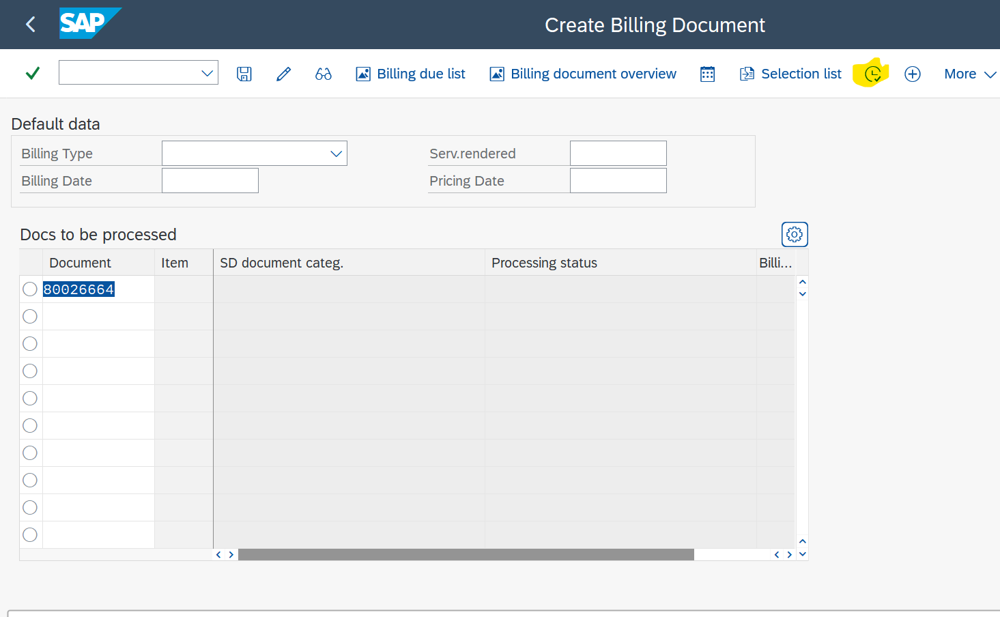 SAP Create Billing Document
Billing due list Billing document overview Selection list More
Default data
Billing Type Serv.rendered
Billing Date Pricing Date
Docs to be processed
Document Item SD document categ. Processing status Billi...
80026664